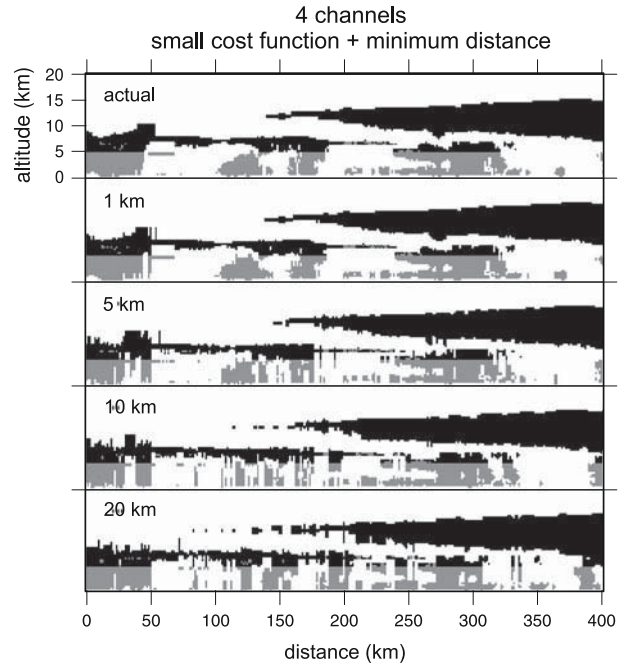 4 channels
small cost function + minimum distance
altitude (km)
20
15
10
5
0
actual
1 km
5 km
10 km
20 km
0 50 100 150 200 250 300 350 400
distance (km)